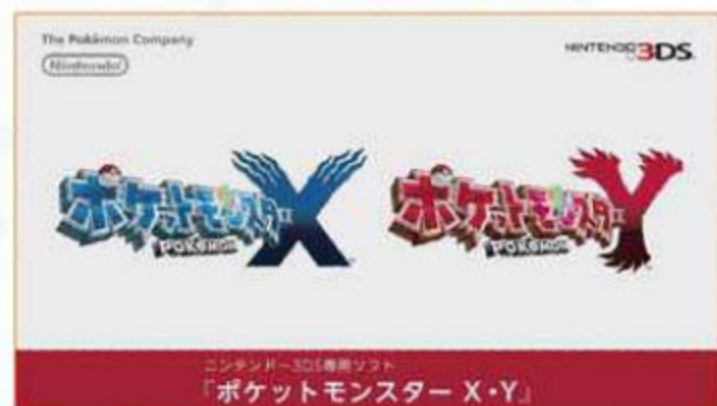 The Pokémon Company
Nintendo
NINTENDO 3DS
ポケットモンスター X
POKÉMON
ポケットモンスター Y
POKÉMON
ニンテンドー3DS専用ソフト
『ポケットモンスター X・Y』